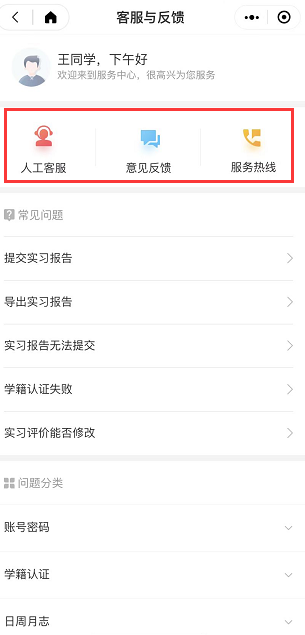 客服与反馈
王同学，下午好
欢迎来到服务中心，很高兴为您服务
人工客服
意见反馈
服务热线
常见问题
提交实习报告
导出实习报告
实习报告无法提交
学籍认证失败
实习评价能否修改
问题分类
账号密码
学籍认证
日周月志